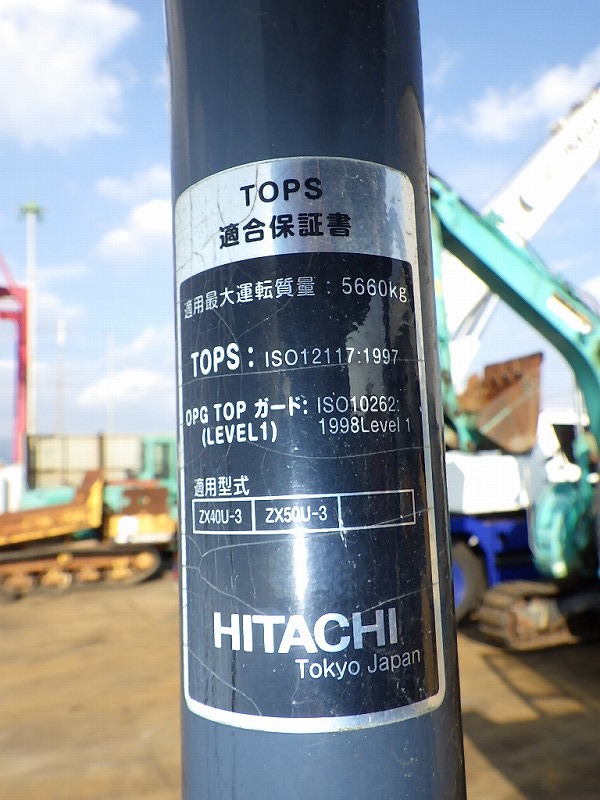 TOPS
適合保証書
適用最大運転質量 : 5660kg
TOPS : ISO12117:1997
OPG TOP ガード: ISO10262:
(LEVEL1) 1998Level 1
適用型式
ZX40U-3 ZX50U-3
HITACHI
Tokyo Japan